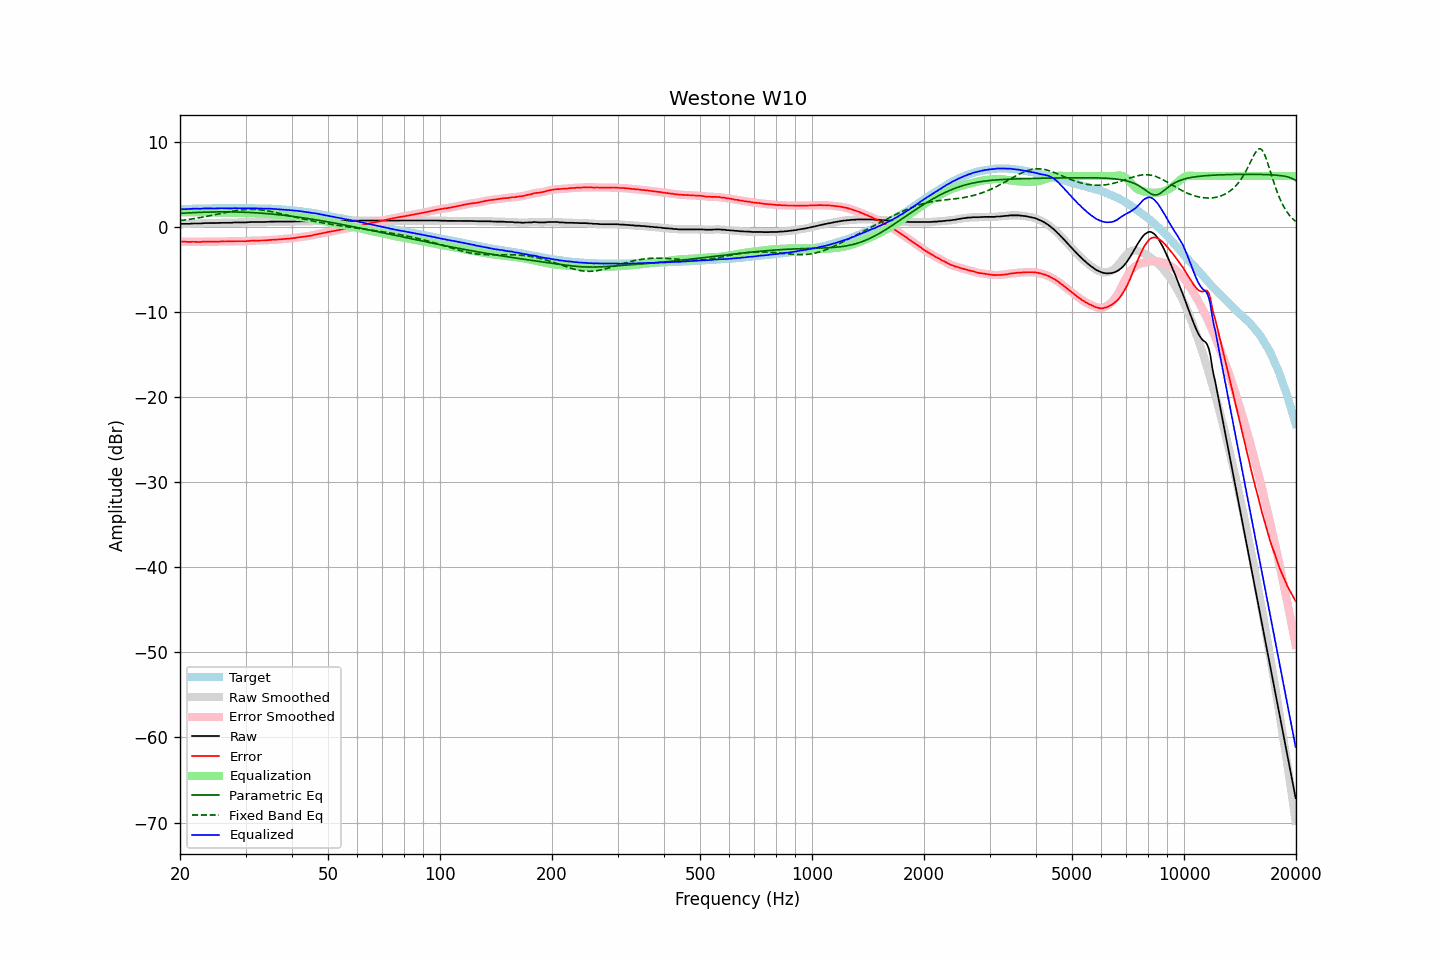 Westone W10
Amplitude (dBr)
10
0
−10
−20
−30
−40
−50
−60
−70
Target
Raw Smoothed
Error Smoothed
Raw
Error
Equalization
Parametric Eq
Fixed Band Eq
Equalized
20
50
100
200
500
1000
2000
5000
10000
20000
Frequency (Hz)